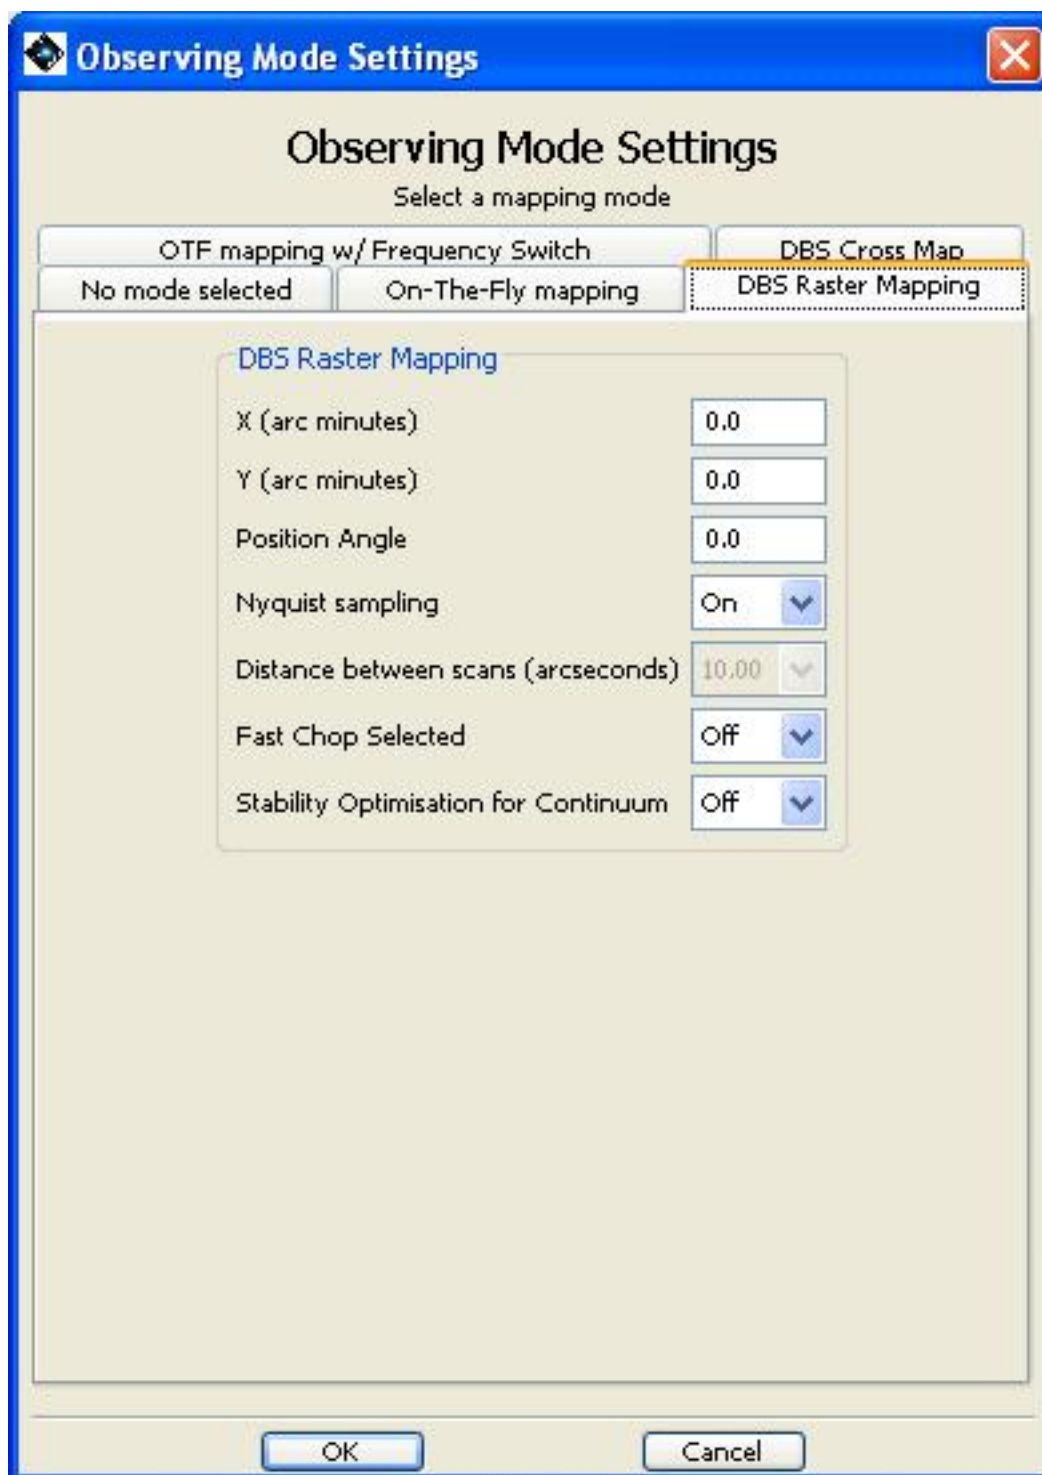 Observing Mode Settings
Observing Mode Settings
Select a mapping mode
OTF mapping w/ Frequency Switch DBS Cross Map
No mode selected On-The-Fly mapping DBS Raster Mapping
DBS Raster Mapping
X (arc minutes) 0.0
Y (arc minutes) 0.0
Position Angle 0.0
Nyquist sampling On
Distance between scans (arcseconds) 10.00
Fast Chop Selected Off
Stability Optimisation for Continuum Off
OK Cancel